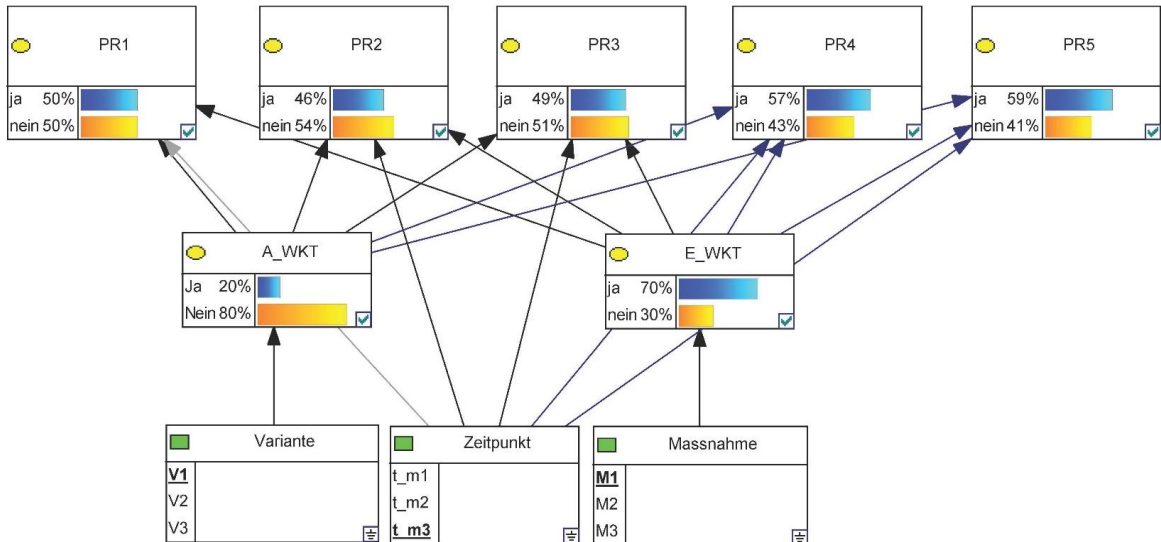 PR1
ja 50%
nein 50%
PR2
ja 46%
nein 54%
PR3
ja 49%
nein 51%
PR4
ja 57%
nein 43%
PR5
ja 59%
nein 41%
A_WKT
Ja 20%
Nein 80%
E_WKT
ja 70%
nein 30%
Variante
V1
V2
V3
Zeitpunkt
t_m1
t_m2
t_m3
Massnahme
M1
M2
M3